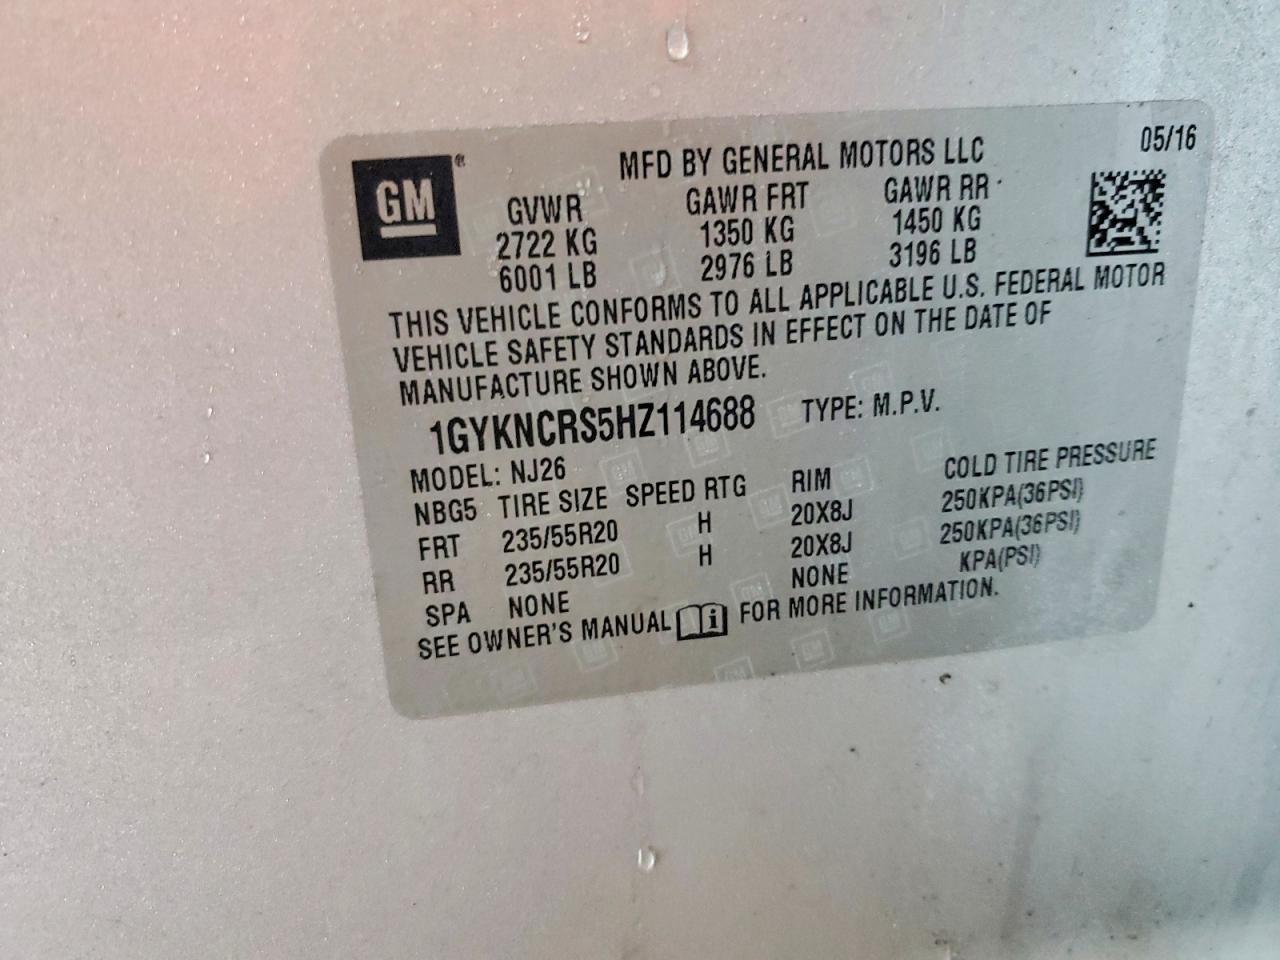 05/16
GM®
MFD BY GENERAL MOTORS LLC
GVWR GAWR FRT GAWR RR
2722 KG 1350 KG 1450 KG
6001 LB 2976 LB 3196 LB
THIS VEHICLE CONFORMS TO ALL APPLICABLE U.S. FEDERAL MOTOR
VEHICLE SAFETY STANDARDS IN EFFECT ON THE DATE OF
MANUFACTURE SHOWN ABOVE.
1GYKNCRS5HZ114688 TYPE: M.P.V.
MODEL: NJ26
NBG5 TIRE SIZE SPEED RTG RIM COLD TIRE PRESSURE
FRT 235/55R20 H 20X8J 250KPA(36PSI)
RR 235/55R20 H 20X8J 250KPA(36PSI)
SPA NONE NONE KPA(PSI)
SEE OWNER'S MANUAL i FOR MORE INFORMATION.